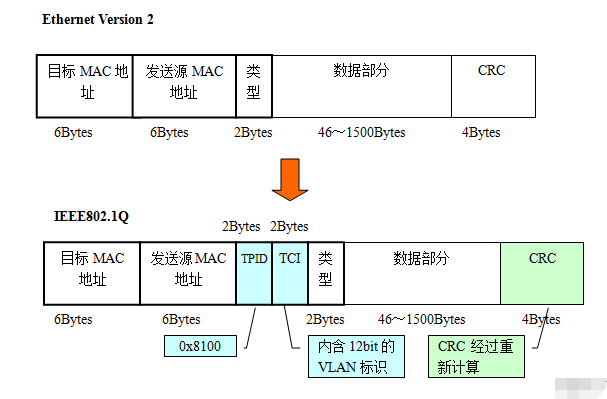 Ethernet Version 2
目标 MAC 地
址
发送源 MAC
地址
类
型
数据部分
CRC
6Bytes
6Bytes
2Bytes
46～1500Bytes
4Bytes
IEEE802.1Q
2Bytes
2Bytes
目标 MAC
地址
发送源 MAC
地址
TPID
TCI
类
型
数据部分
CRC
6Bytes
6Bytes
2Bytes
46～1500Bytes
4Bytes
0x8100
内含 12bit 的
VLAN 标识
CRC 经过重
新计算